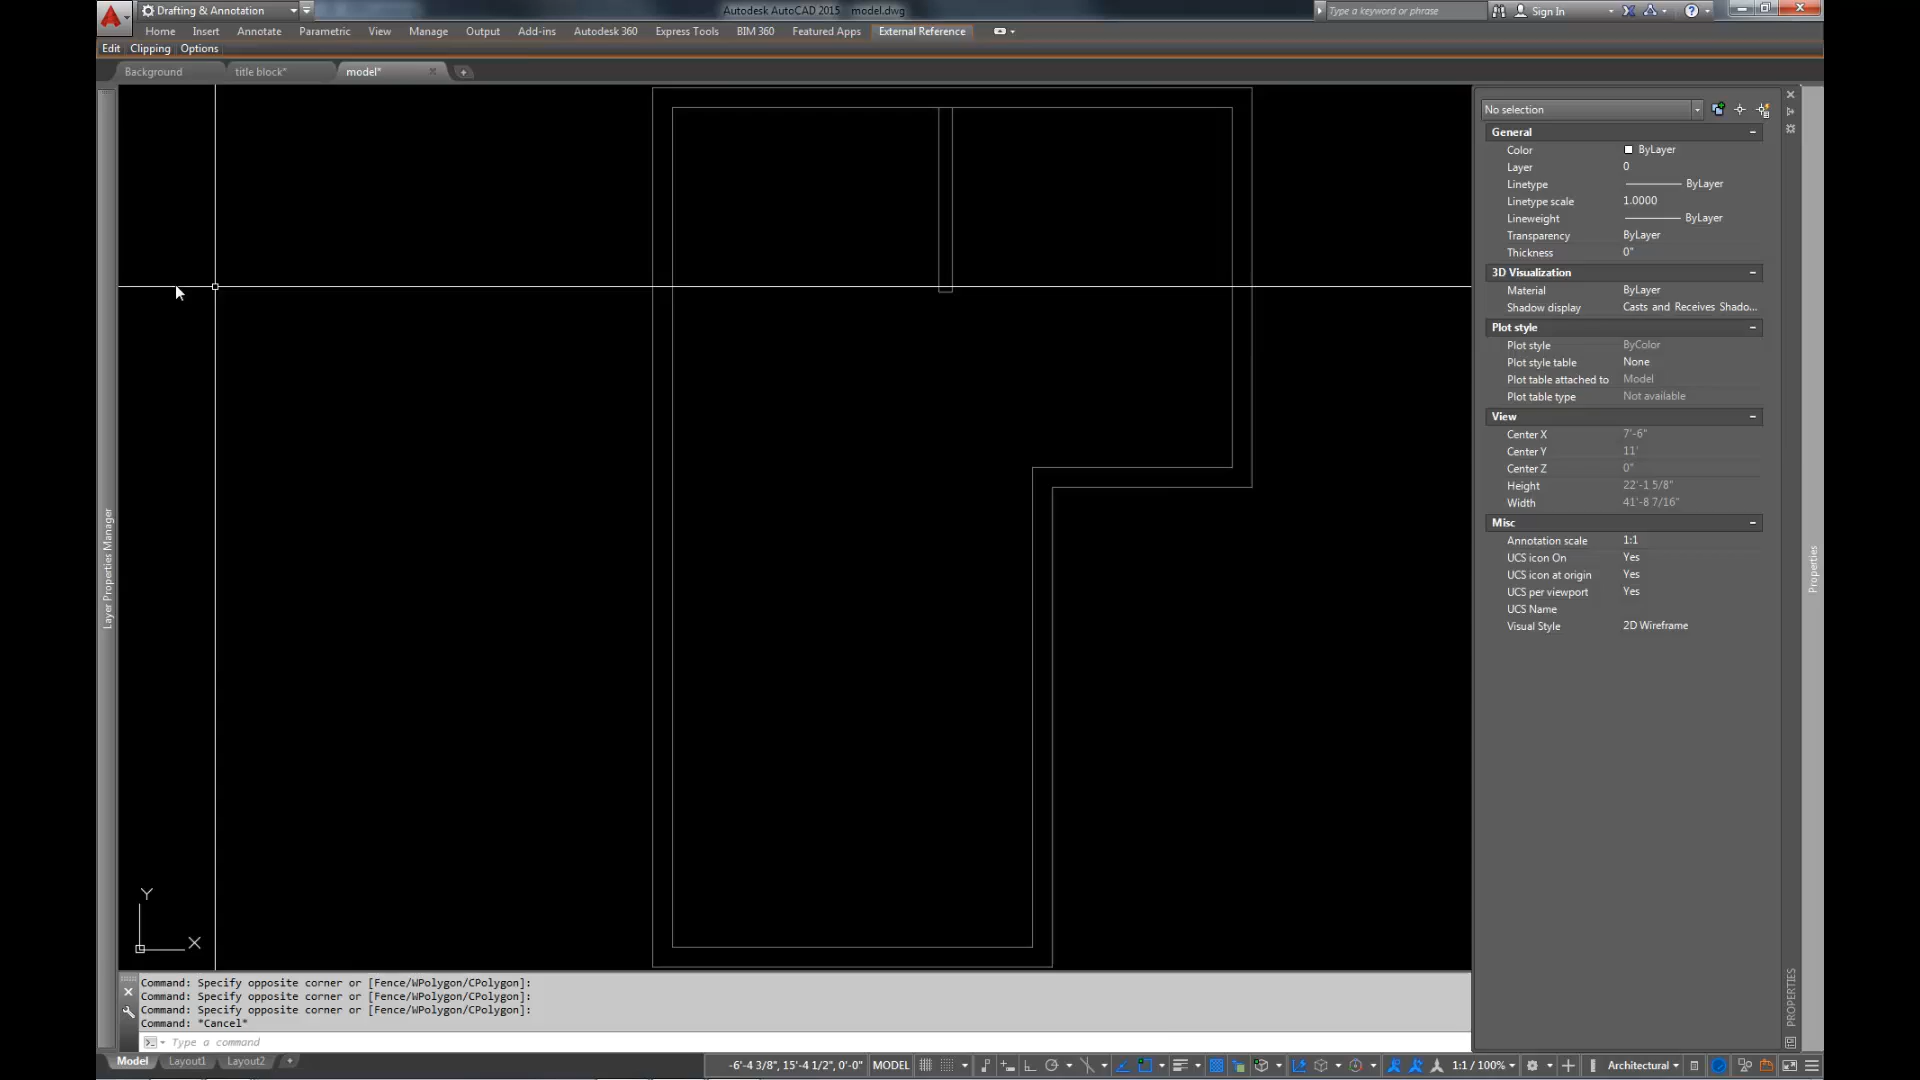 Drafting & Annotation
Autodesk AutoCAD 2015 model.dwg
Type a keyword or phrase
Sign In
Home Insert Annotate Parametric View Manage Output Add-ins Autodesk 360 Express Tools BIM 360 Featured Apps External Reference
Edit Clipping Options
Background title block* model*
No selection
General
Color ByLayer
Layer 0
Linetype ByLayer
Linetype scale 1.0000
Lineweight ByLayer
Transparency ByLayer
Thickness 0"
3D Visualization
Material ByLayer
Shadow display Casts and Receives Shado...
Plot style
Plot style ByColor
Plot style table None
Plot table attached to Model
Plot table type Not available
View
Center X 7'-6"
Center Y 11'
Center Z 0"
Height 22'-1 5/8"
Width 41'-8 7/16"
Misc
Annotation scale 1:1
UCS icon On Yes
UCS icon at origin Yes
UCS per viewport Yes
UCS Name
Visual Style 2D Wireframe
Layer Properties Manager
Properties
PROPERTIES
Y
X
Command: Specify opposite corner or [Fence/WPolygon/CPolygon]:
Command: Specify opposite corner or [Fence/WPolygon/CPolygon]:
Command: Specify opposite corner or [Fence/WPolygon/CPolygon]:
Command: *Cancel*
Type a command
Model Layout1 Layout2
-6'-4 3/8", 15'-4 1/2", 0'-0" MODEL 1:1 / 100% Architectural